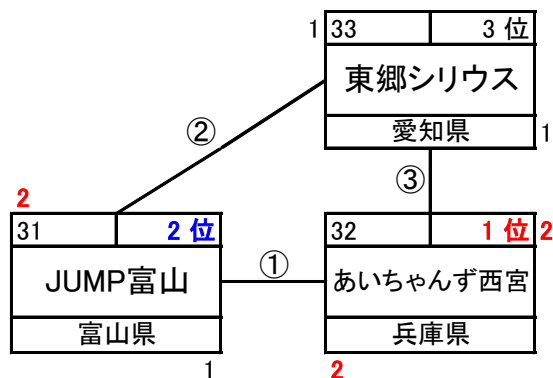 1 33 3 位
東郷シリウス
愛知県 1
②
③
2
31 2 位
JUMP富山
富山県
1
①
32 1 位 2
あいちゃんず西宮
兵庫県
2